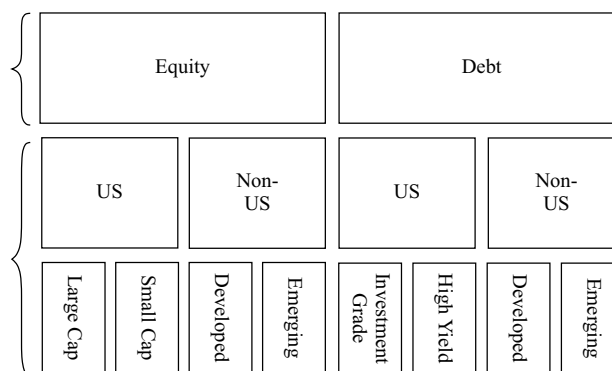 Equity
Debt
US
Non-
US
US
Non-
US
Large Cap
Small Cap
Developed
Emerging
Investment
Grade
High Yield
Developed
Emerging